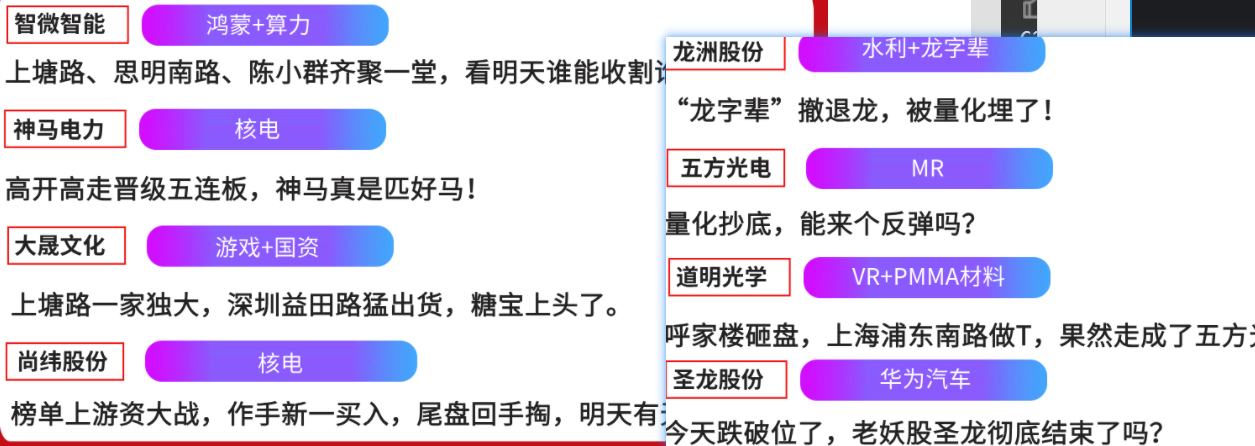 智微智能 鸿蒙+算力
上塘路、思明南路、陈小群齐聚一堂，看明天谁能收割
神马电力 核电
高开高走晋级五连板，神马真是匹好马！
大晟文化 游戏+国资
上塘路一家独大，深圳益田路猛出货，糖宝上头了。
尚纬股份 核电
榜单上游资大战，作手新一买入，尾盘回手掏，明天有
龙洲股份 水利+龙字辈
“龙字辈”撤退龙，被量化埋了！
五方光电 MR
量化抄底，能来个反弹吗？
道明光学 VR+PMMA材料
呼家楼砸盘，上海浦东南路做T，果然走成了五方
圣龙股份 华为汽车
今天跌破位了，老妖股圣龙彻底结束了吗？